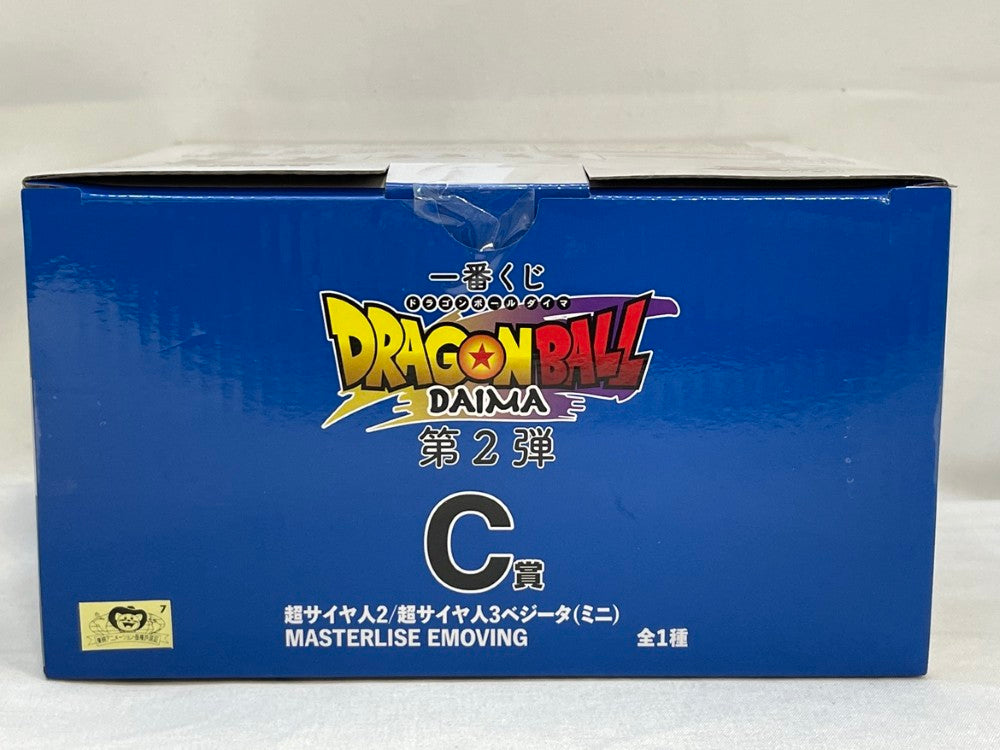 一番くじ
ドラゴンボールダイマ
DRAGON BALL
DAIMA
第2弾
C賞
超サイヤ人2/超サイヤ人3ベジータ(ミニ)
MASTERLISE EMOVING
全1種
7